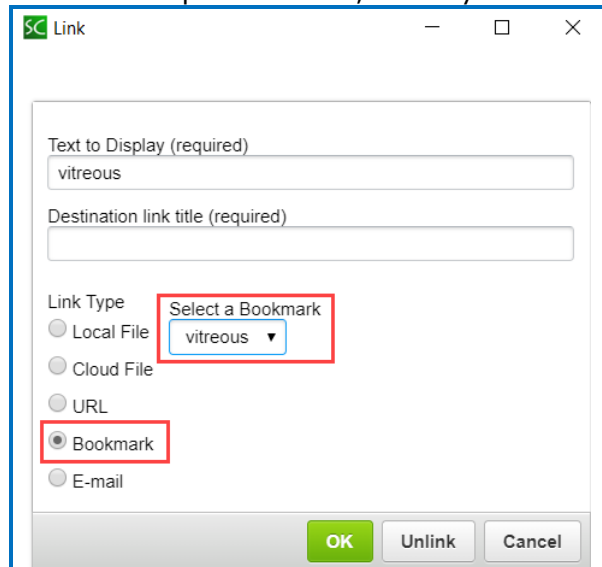 SC Link
Text to Display (required)
vitreous
Destination link title (required)
Link Type
Select a Bookmark
Local File
vitreous
Cloud File
URL
Bookmark
E-mail
OK Unlink Cancel